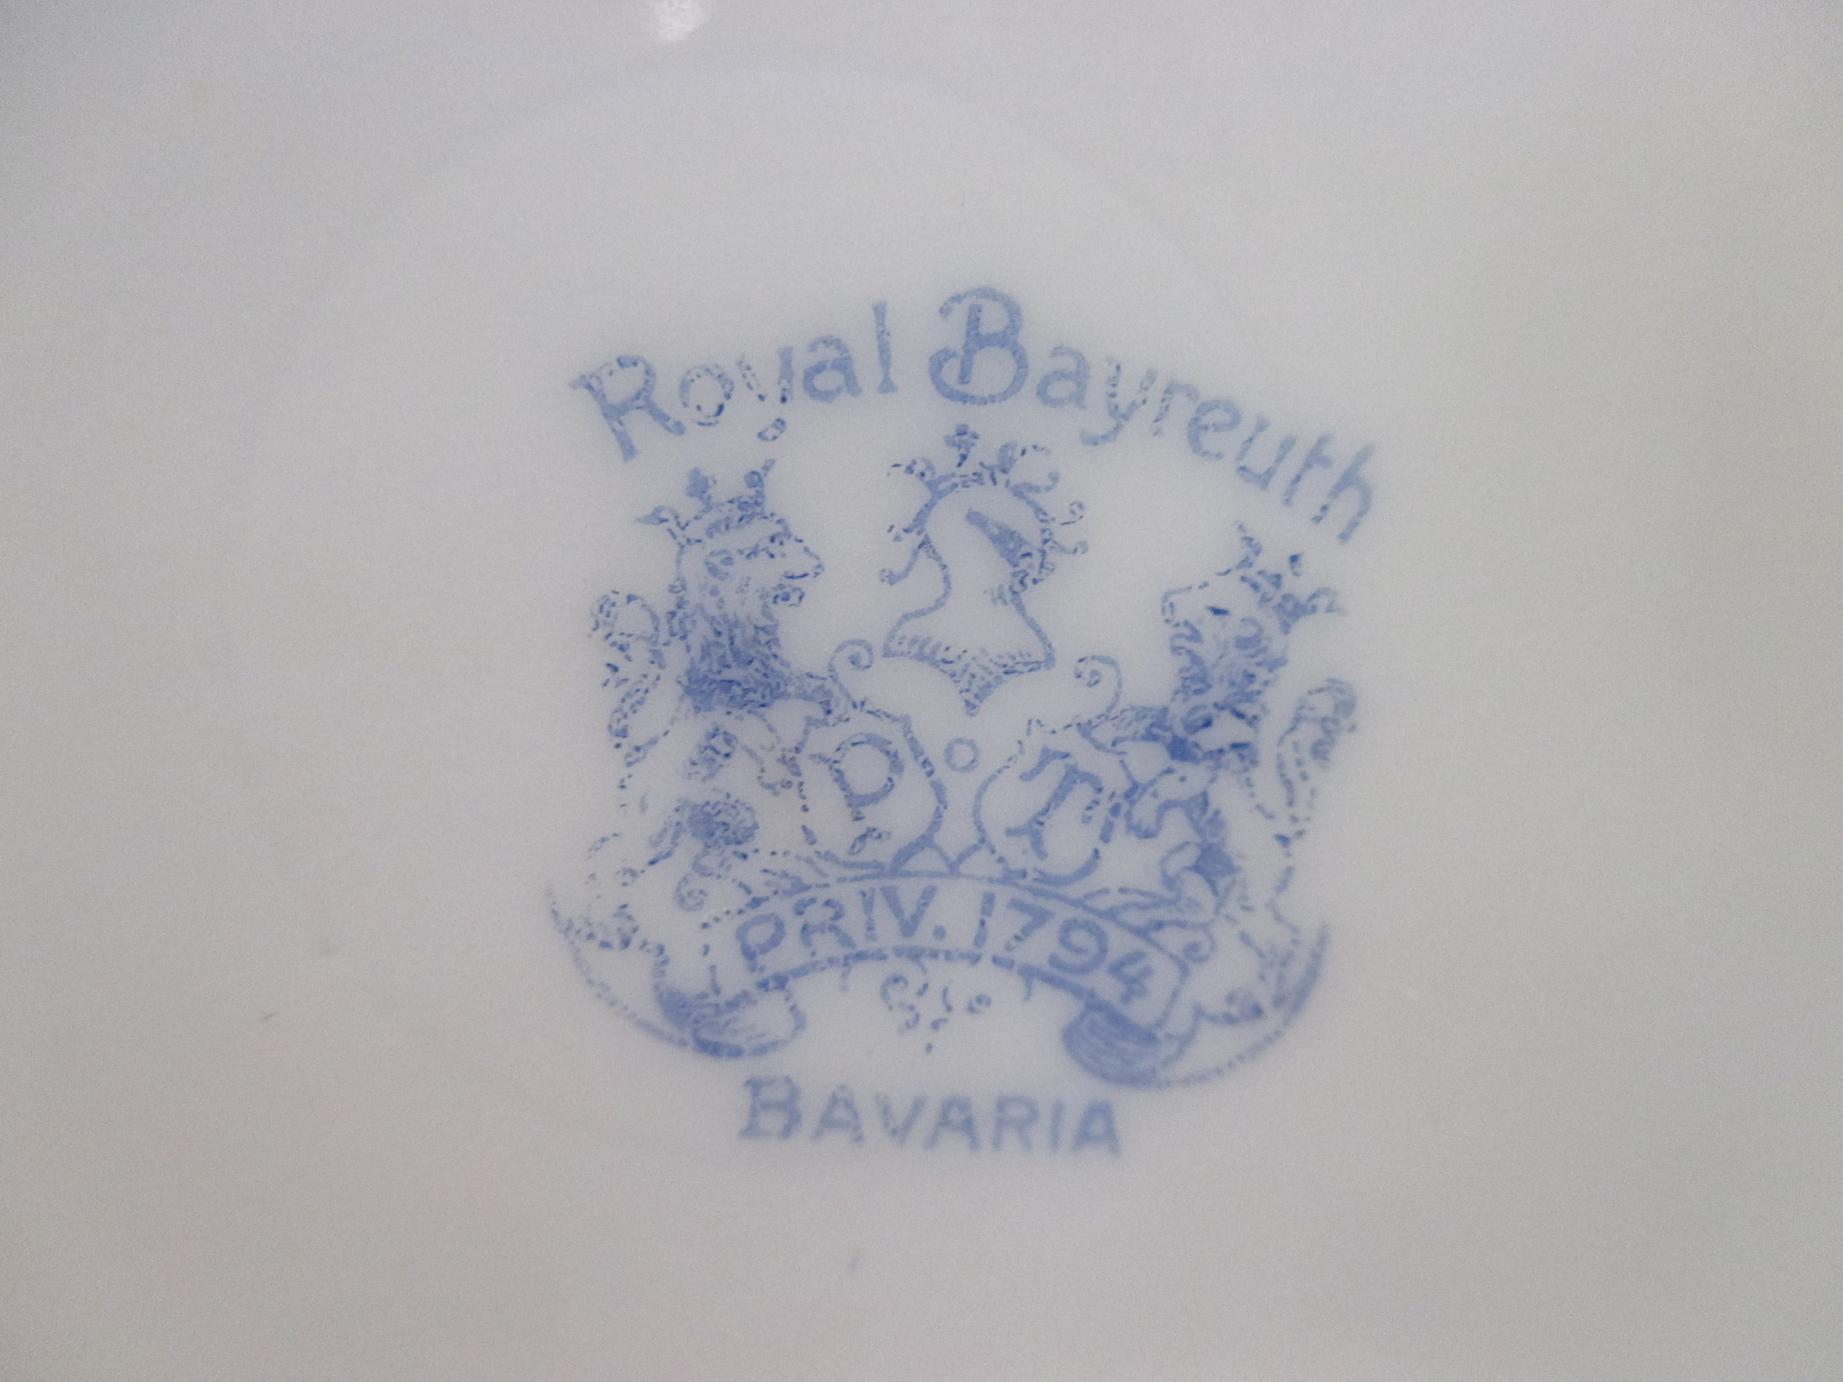 Royal Bayreuth
P T
PRIV. 1794
BAVARIA